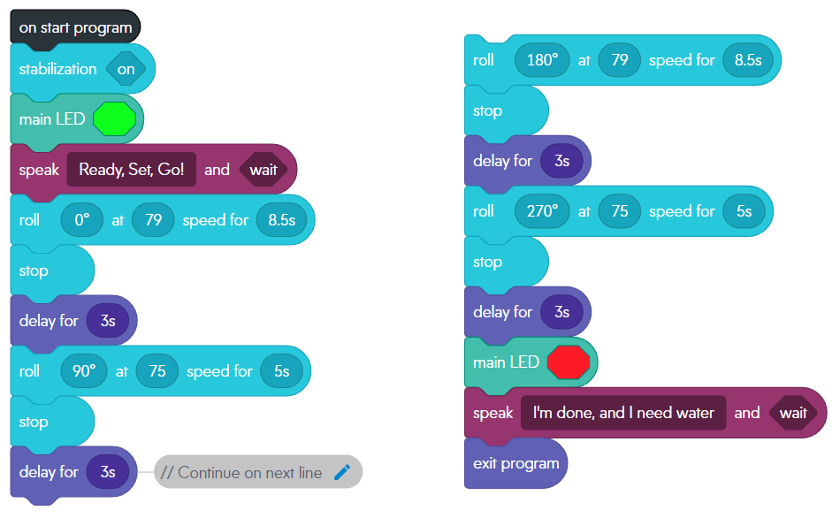 on start program
stabilization on
main LED
speak Ready, Set, Go! and wait
roll 0° at 79 speed for 8.5s
stop
delay for 3s
roll 90° at 75 speed for 5s
stop
delay for 3s // Continue on next line
roll 180° at 79 speed for 8.5s
stop
delay for 3s
roll 270° at 75 speed for 5s
stop
delay for 3s
main LED
speak I'm done, and I need water and wait
exit program